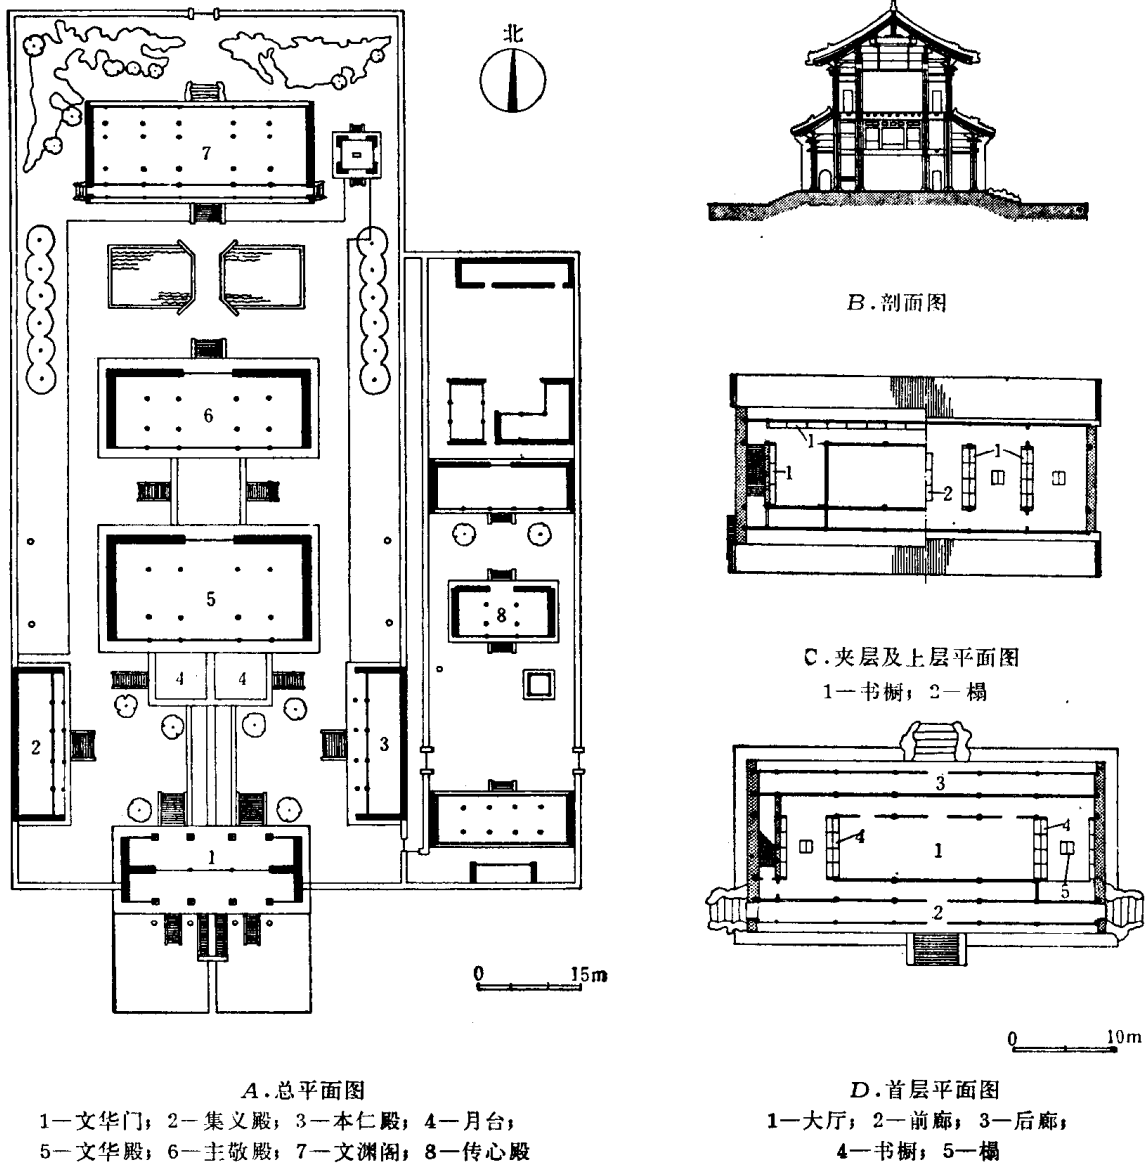 北
7
6
5
4 4
2
3
1
8
0 15m
A.总平面图
1—文华门；2—集义殿；3—本仁殿；4—月台；
5—文华殿；6—主敬殿；7—文渊阁；8—传心殿
B.剖面图
1
1
1
2
C.夹层及上层平面图
1—书橱；2—榻
3
4
1
4
5
2
0 10m
D.首层平面图
1—大厅；2—前廊；3—后廊；
4—书橱；5—榻